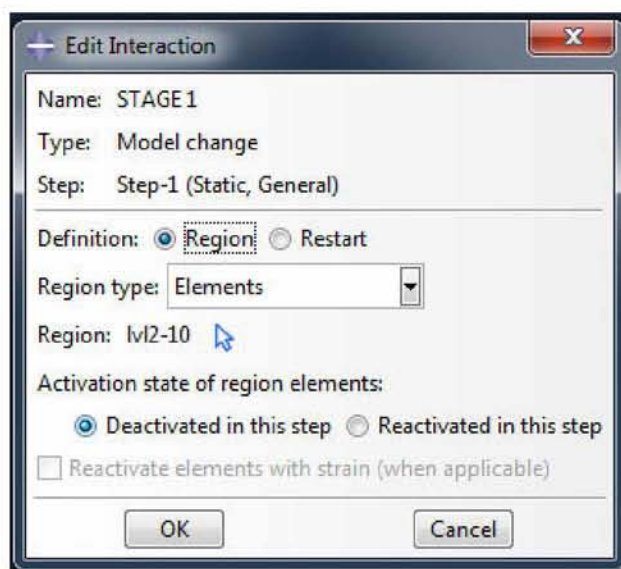 Edit Interaction
Name: STAGE 1
Type: Model change
Step: Step-1 (Static, General)
Definition: Region Restart
Region type: Elements
Region: lvl2-10
Activation state of region elements:
Deactivated in this step Reactivated in this step
Reactivate elements with strain (when applicable)
OK Cancel